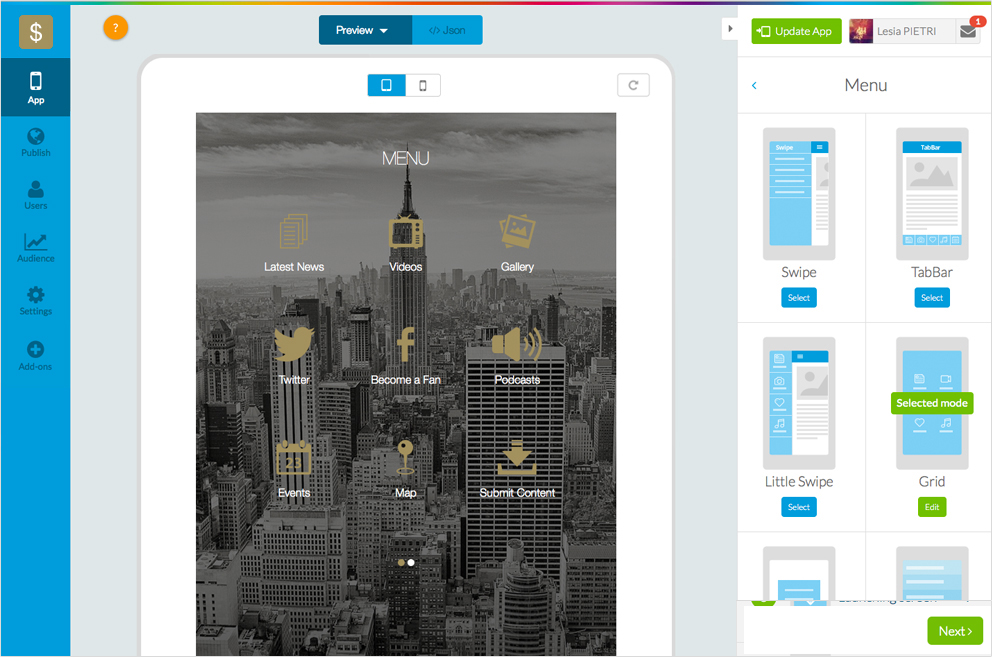 $
App
Publish
Users
Audience
Settings
Add-ons
?
Preview
</> Json
MENU
Latest News
Videos
Gallery
Twitter
Become a Fan
Podcasts
23
Events
Map
Submit Content
Update App
Lesia PIETRI
1
Menu
Swipe
TabBar
Swipe
TabBar
Select
Select
Selected mode
Little Swipe
Grid
Select
Edit
Next